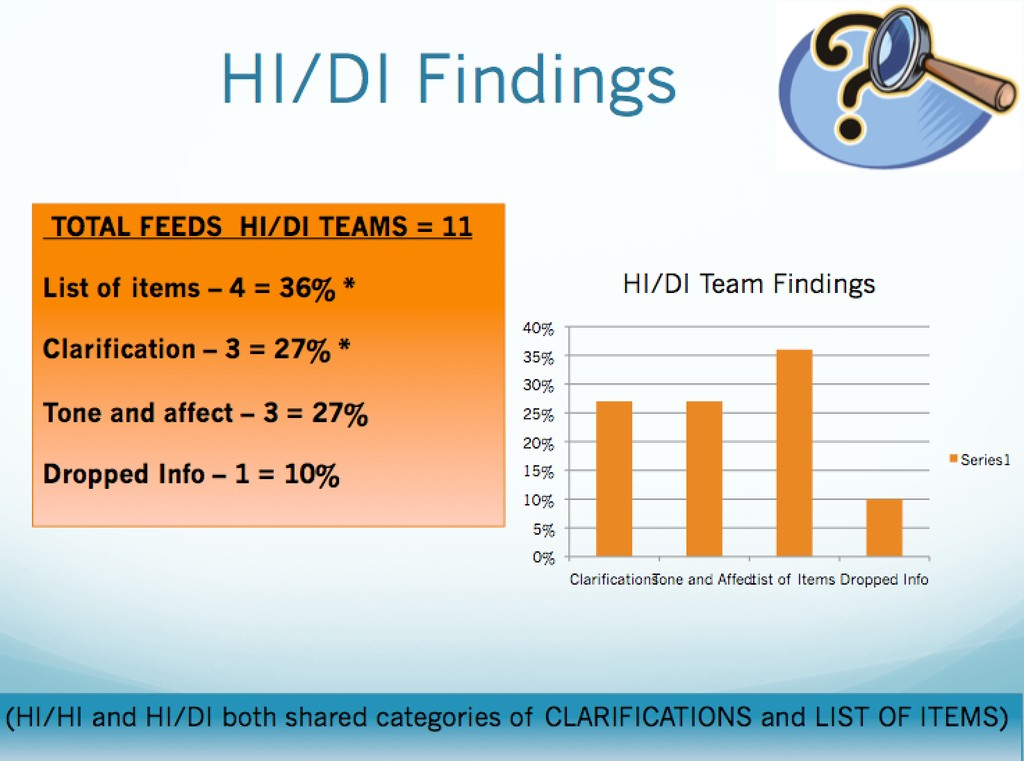 HI/DI Findings
TOTAL FEEDS HI/DI TEAMS = 11
List of items – 4 = 36% *
Clarification – 3 = 27% *
Tone and affect – 3 = 27%
Dropped Info – 1 = 10%
HI/DI Team Findings
40%
35%
30%
25%
20%
15%
10%
5%
0%
Clarifications Tone and Affect List of Items Dropped Info
Series1
(HI/HI and HI/DI both shared categories of CLARIFICATIONS and LIST OF ITEMS)